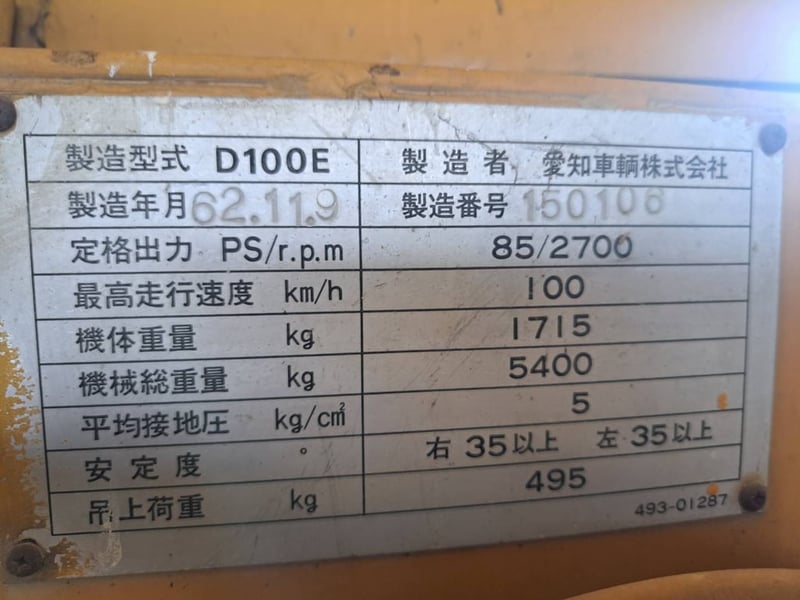 製造型式 D100E 製造者 愛知車輌株式会社
製造年月 62.11.9 製造番号 150106
定格出力 PS/r.p.m 85/2700
最高走行速度 km/h 100
機体重量 kg 1715
機械総重量 kg 5400
平均接地圧 kg/cm² 5
安定度 ° 右 35以上 左 35以上
吊上荷重 kg 495
493-01287